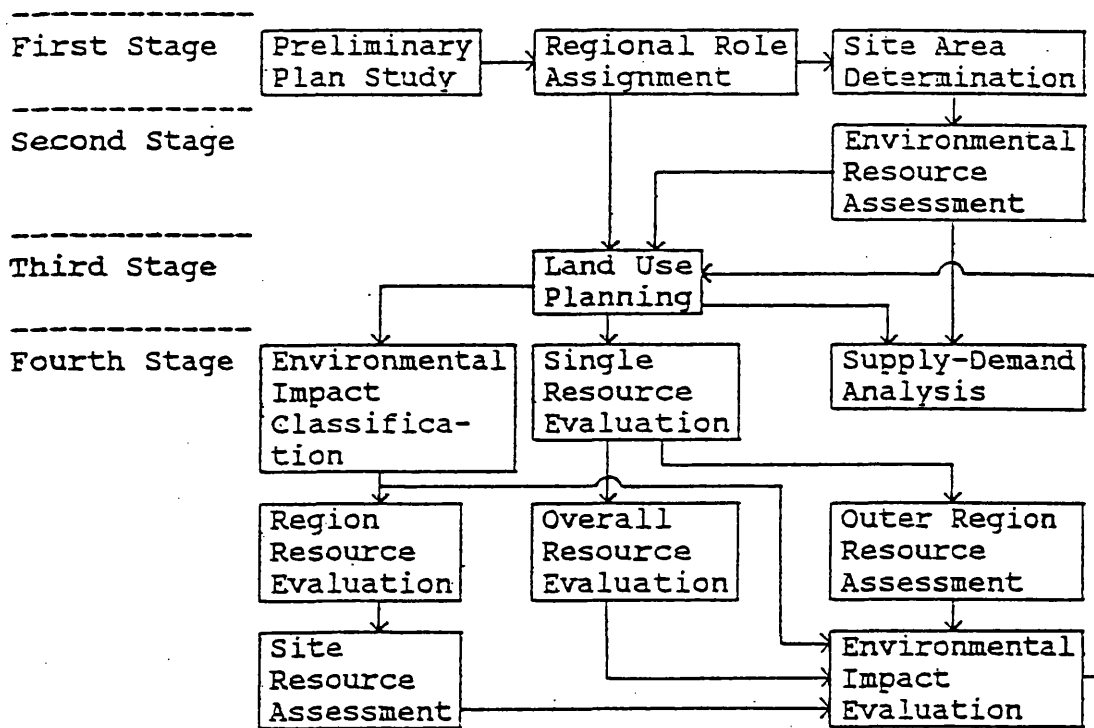 First Stage
Preliminary
Plan Study
Regional Role
Assignment
Site Area
Determination
Second Stage
Environmental
Resource
Assessment
Third Stage
Land Use
Planning
Fourth Stage
Environmental
Impact
Classifica-
tion
Single
Resource
Evaluation
Supply-Demand
Analysis
Region
Resource
Evaluation
Overall
Resource
Evaluation
Outer Region
Resource
Assessment
Site
Resource
Assessment
Environmental
Impact
Evaluation